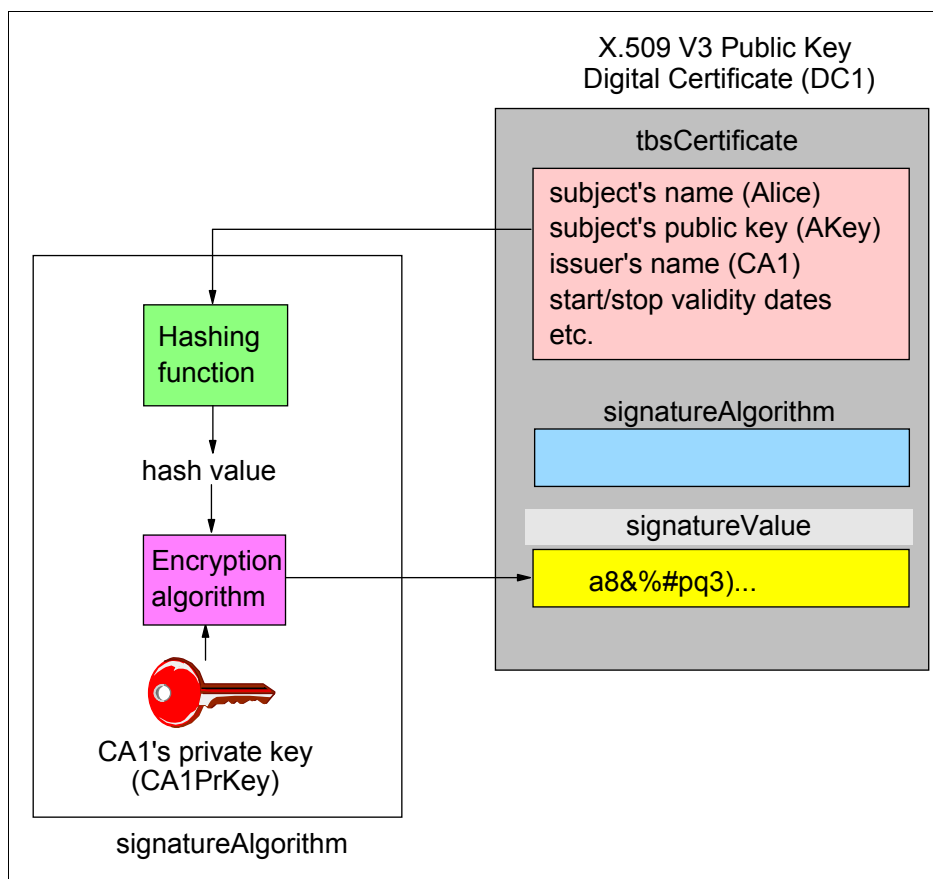 X.509 V3 Public Key
Digital Certificate (DC1)
tbsCertificate
subject's name (Alice)
subject's public key (AKey)
issuer's name (CA1)
start/stop validity dates
etc.
signatureAlgorithm
signatureValue
a8&%#pq3)...
Hashing
function
hash value
Encryption
algorithm
CA1's private key
(CA1PrKey)
signatureAlgorithm